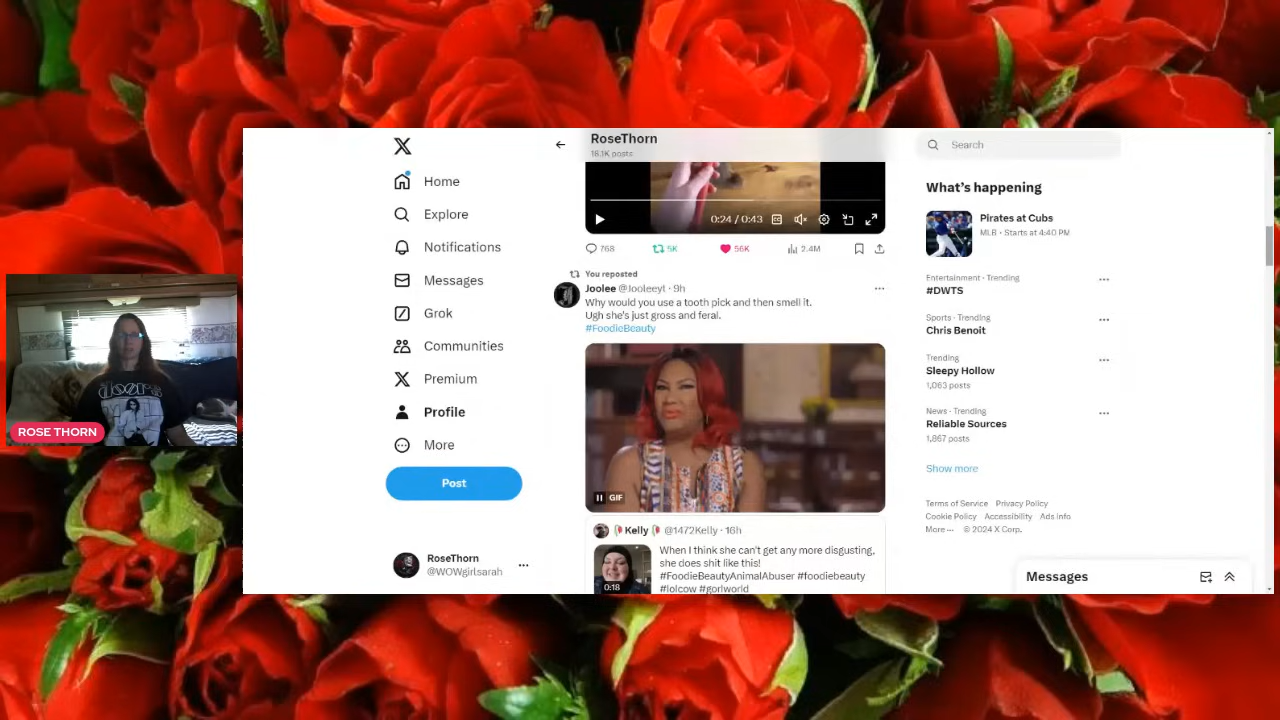 RoseThorn
18.1K posts
Search
Home
Explore
Notifications
Messages
Grok
Communities
Premium
Profile
More
Post
RoseThorn
@WOWgirlsarah
0:24 / 0:43
768
5K
56K
2.4M
You reposted
Joolee @Jooleeyt · 9h
Why would you use a tooth pick and then smell it.
Ugh she's just gross and feral.
#FoodieBeauty
GIF
Kelly @1472Kelly · 16h
When I think she can't get any more disgusting,
she does shit like this!
#FoodieBeautyAnimalAbuser #foodiebeauty
#lolcow #gorlworld
0:18
What's happening
Pirates at Cubs
MLB · Starts at 4:40 PM
Entertainment · Trending
#DWTS
Sports · Trending
Chris Benoit
Trending
Sleepy Hollow
1,063 posts
News · Trending
Reliable Sources
1,867 posts
Show more
Terms of Service Privacy Policy
Cookie Policy Accessibility Ads info
More ··· © 2024 X Corp.
Messages
the doors
ROSE THORN